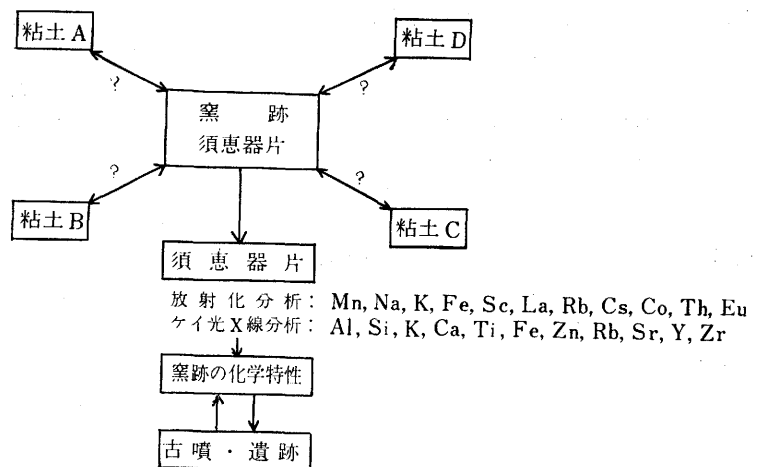 粘土A
粘土D
?
?
窯跡
須恵器片
?
?
粘土B
粘土C
須恵器片
放射化分析: Mn, Na, K, Fe, Sc, La, Rb, Cs, Co, Th, Eu
ケイ光X線分析: Al, Si, K, Ca, Ti, Fe, Zn, Rb, Sr, Y, Zr
窯跡の化学特性
古噴・遺跡